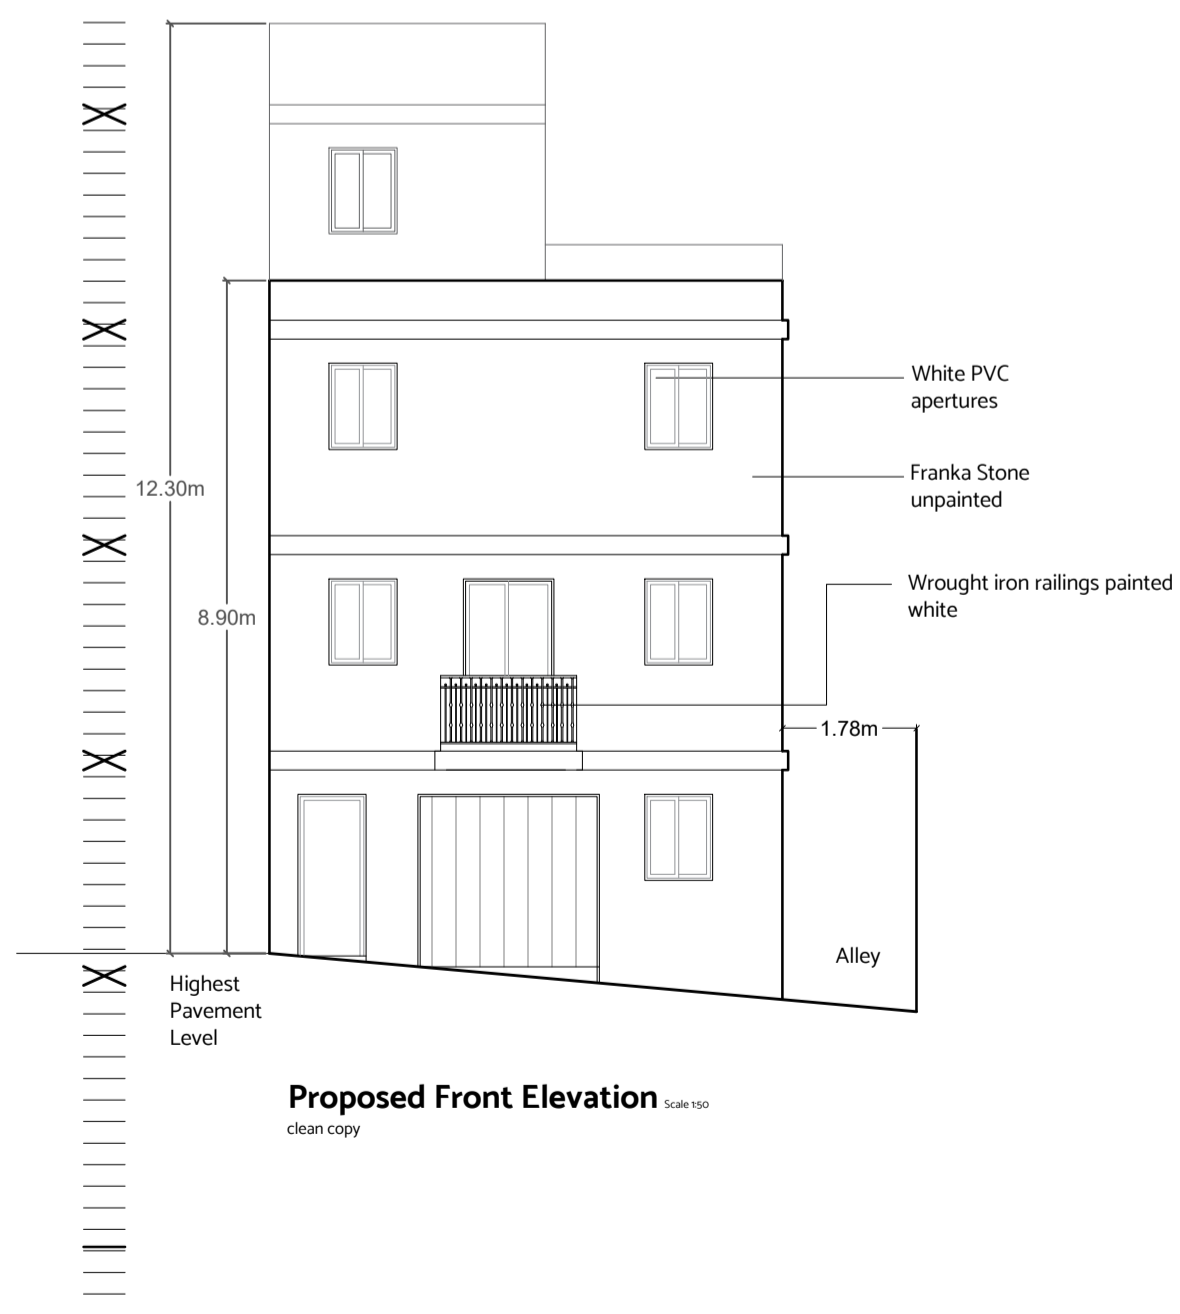 White PVC
apertures
Franka Stone
unpainted
12.30m
Wrought iron railings painted
white
8.90m
1.78m
Alley
Highest
Pavement
Level
Proposed Front Elevation Scale 1:50
clean copy